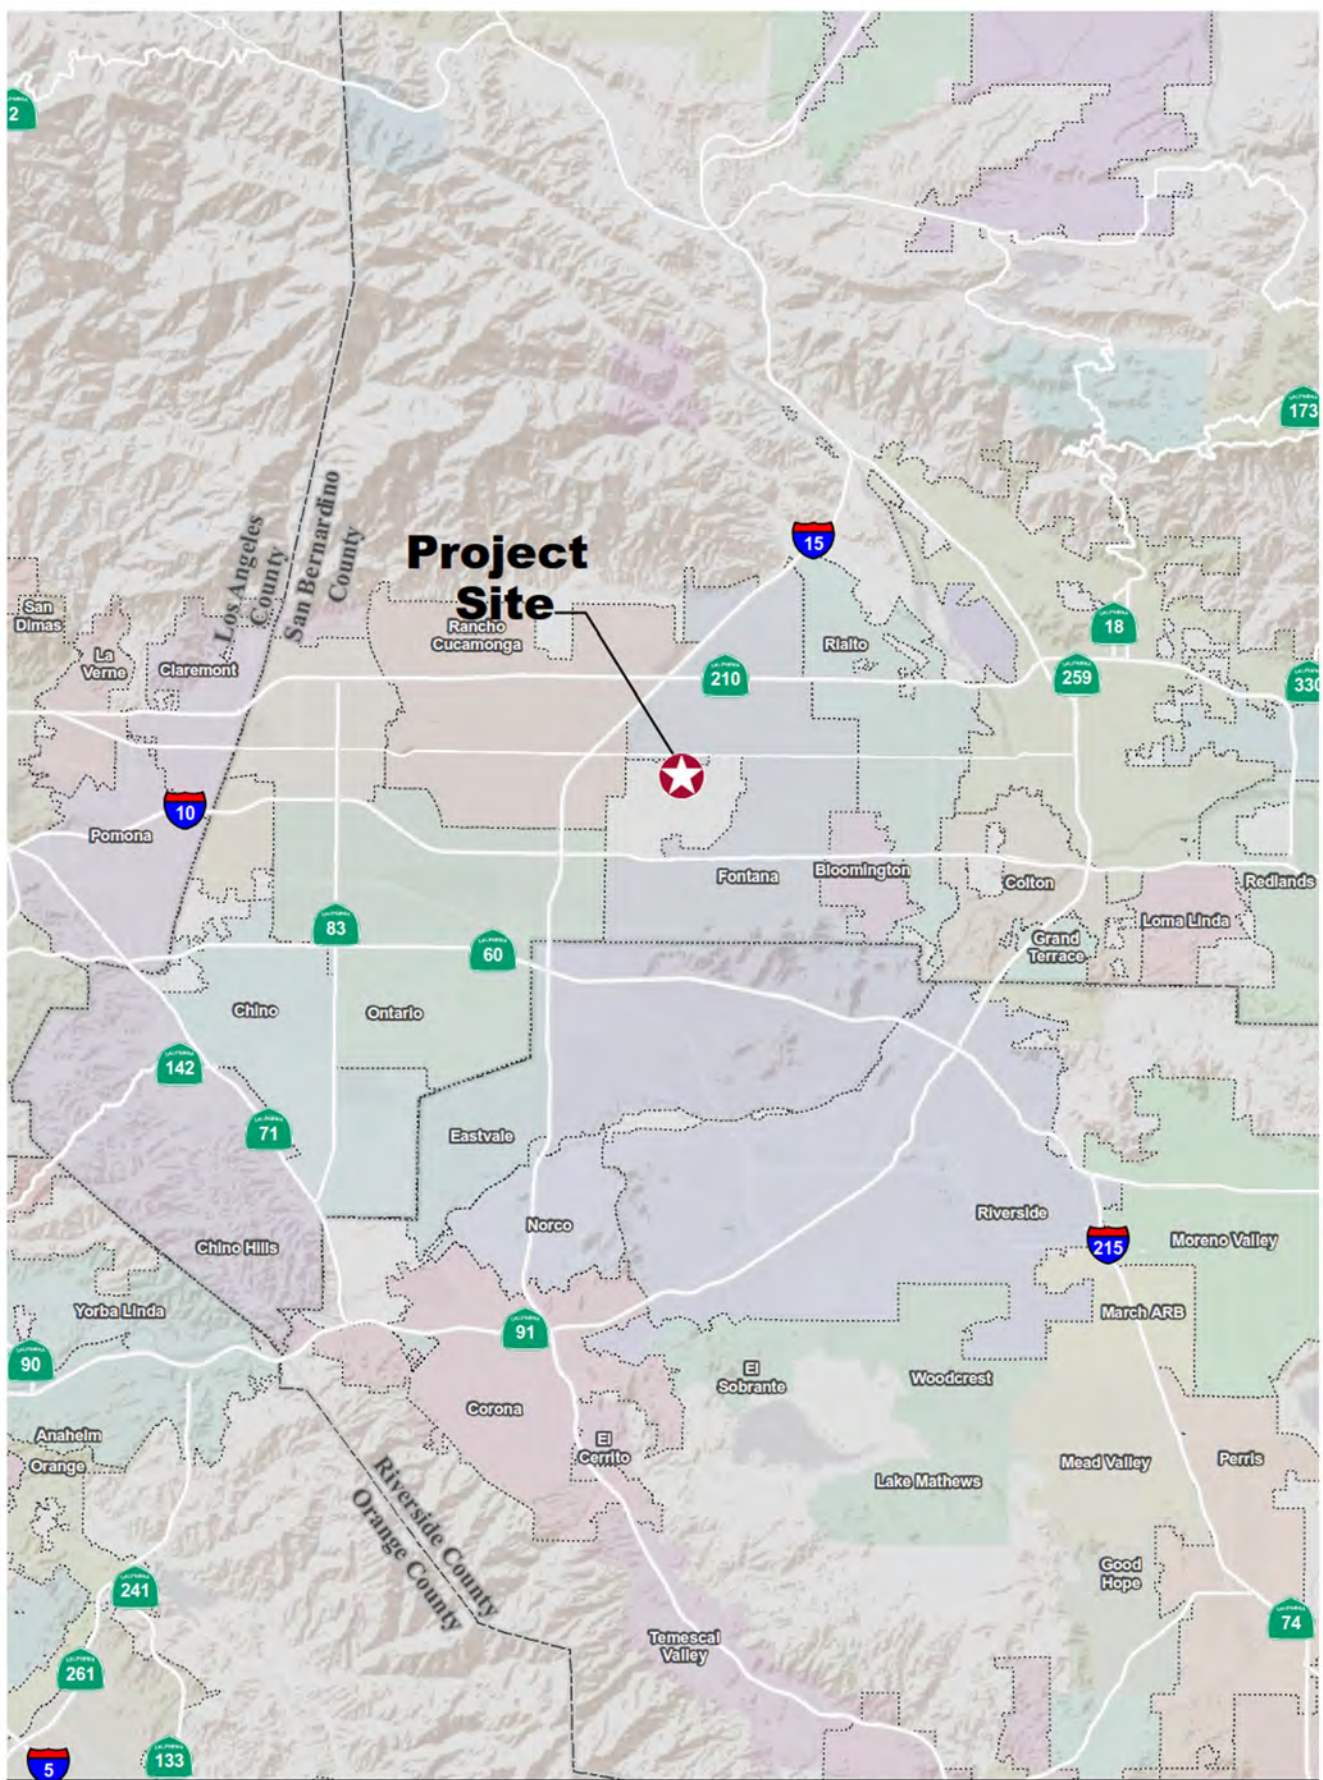 2
173
Los Angeles
County
San Bernardino
County
15
Project
Site
San
Dimas
La
Verne
Claremont
Rancho
Cucamonga
Rialto
18
210
259
330
10
Pomona
Fontana
Bloomington
Colton
Redlands
Loma Linda
Grand
Terrace
83
60
Chino
Ontario
142
71
Eastvale
Norco
Riverside
215
Moreno Valley
Chino Hills
Yorba Linda
March ARB
91
90
El
Sobrante
Woodcrest
Corona
Anaheim
Orange
El
Cerrito
Lake Mathews
Mead Valley
Perris
Riverside County
Orange County
Good
Hope
241
74
Temescal
Valley
261
133
5